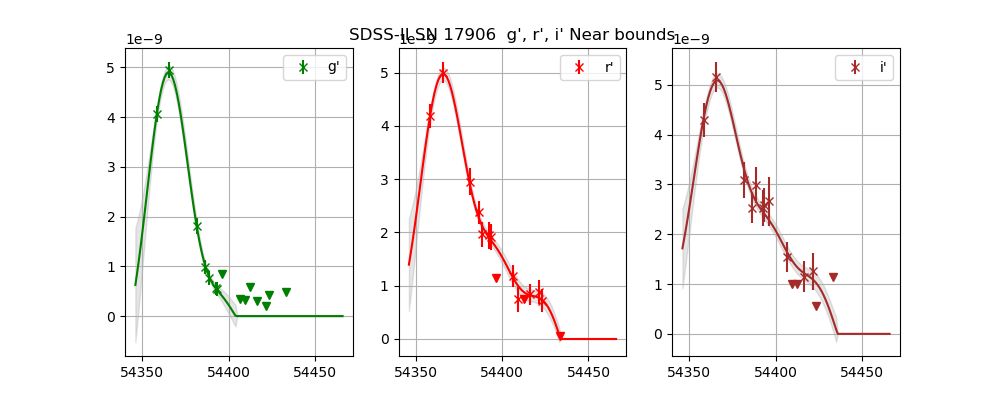 SDSS-II SN 17906 g', r', i' Near bounds
1e−9 1e−9 1e−9
g' r' i'
5 5 5
4 4 4
3 3 3
2 2 2
1 1 1
0 0 0
54350 54400 54450 54350 54400 54450 54350 54400 54450